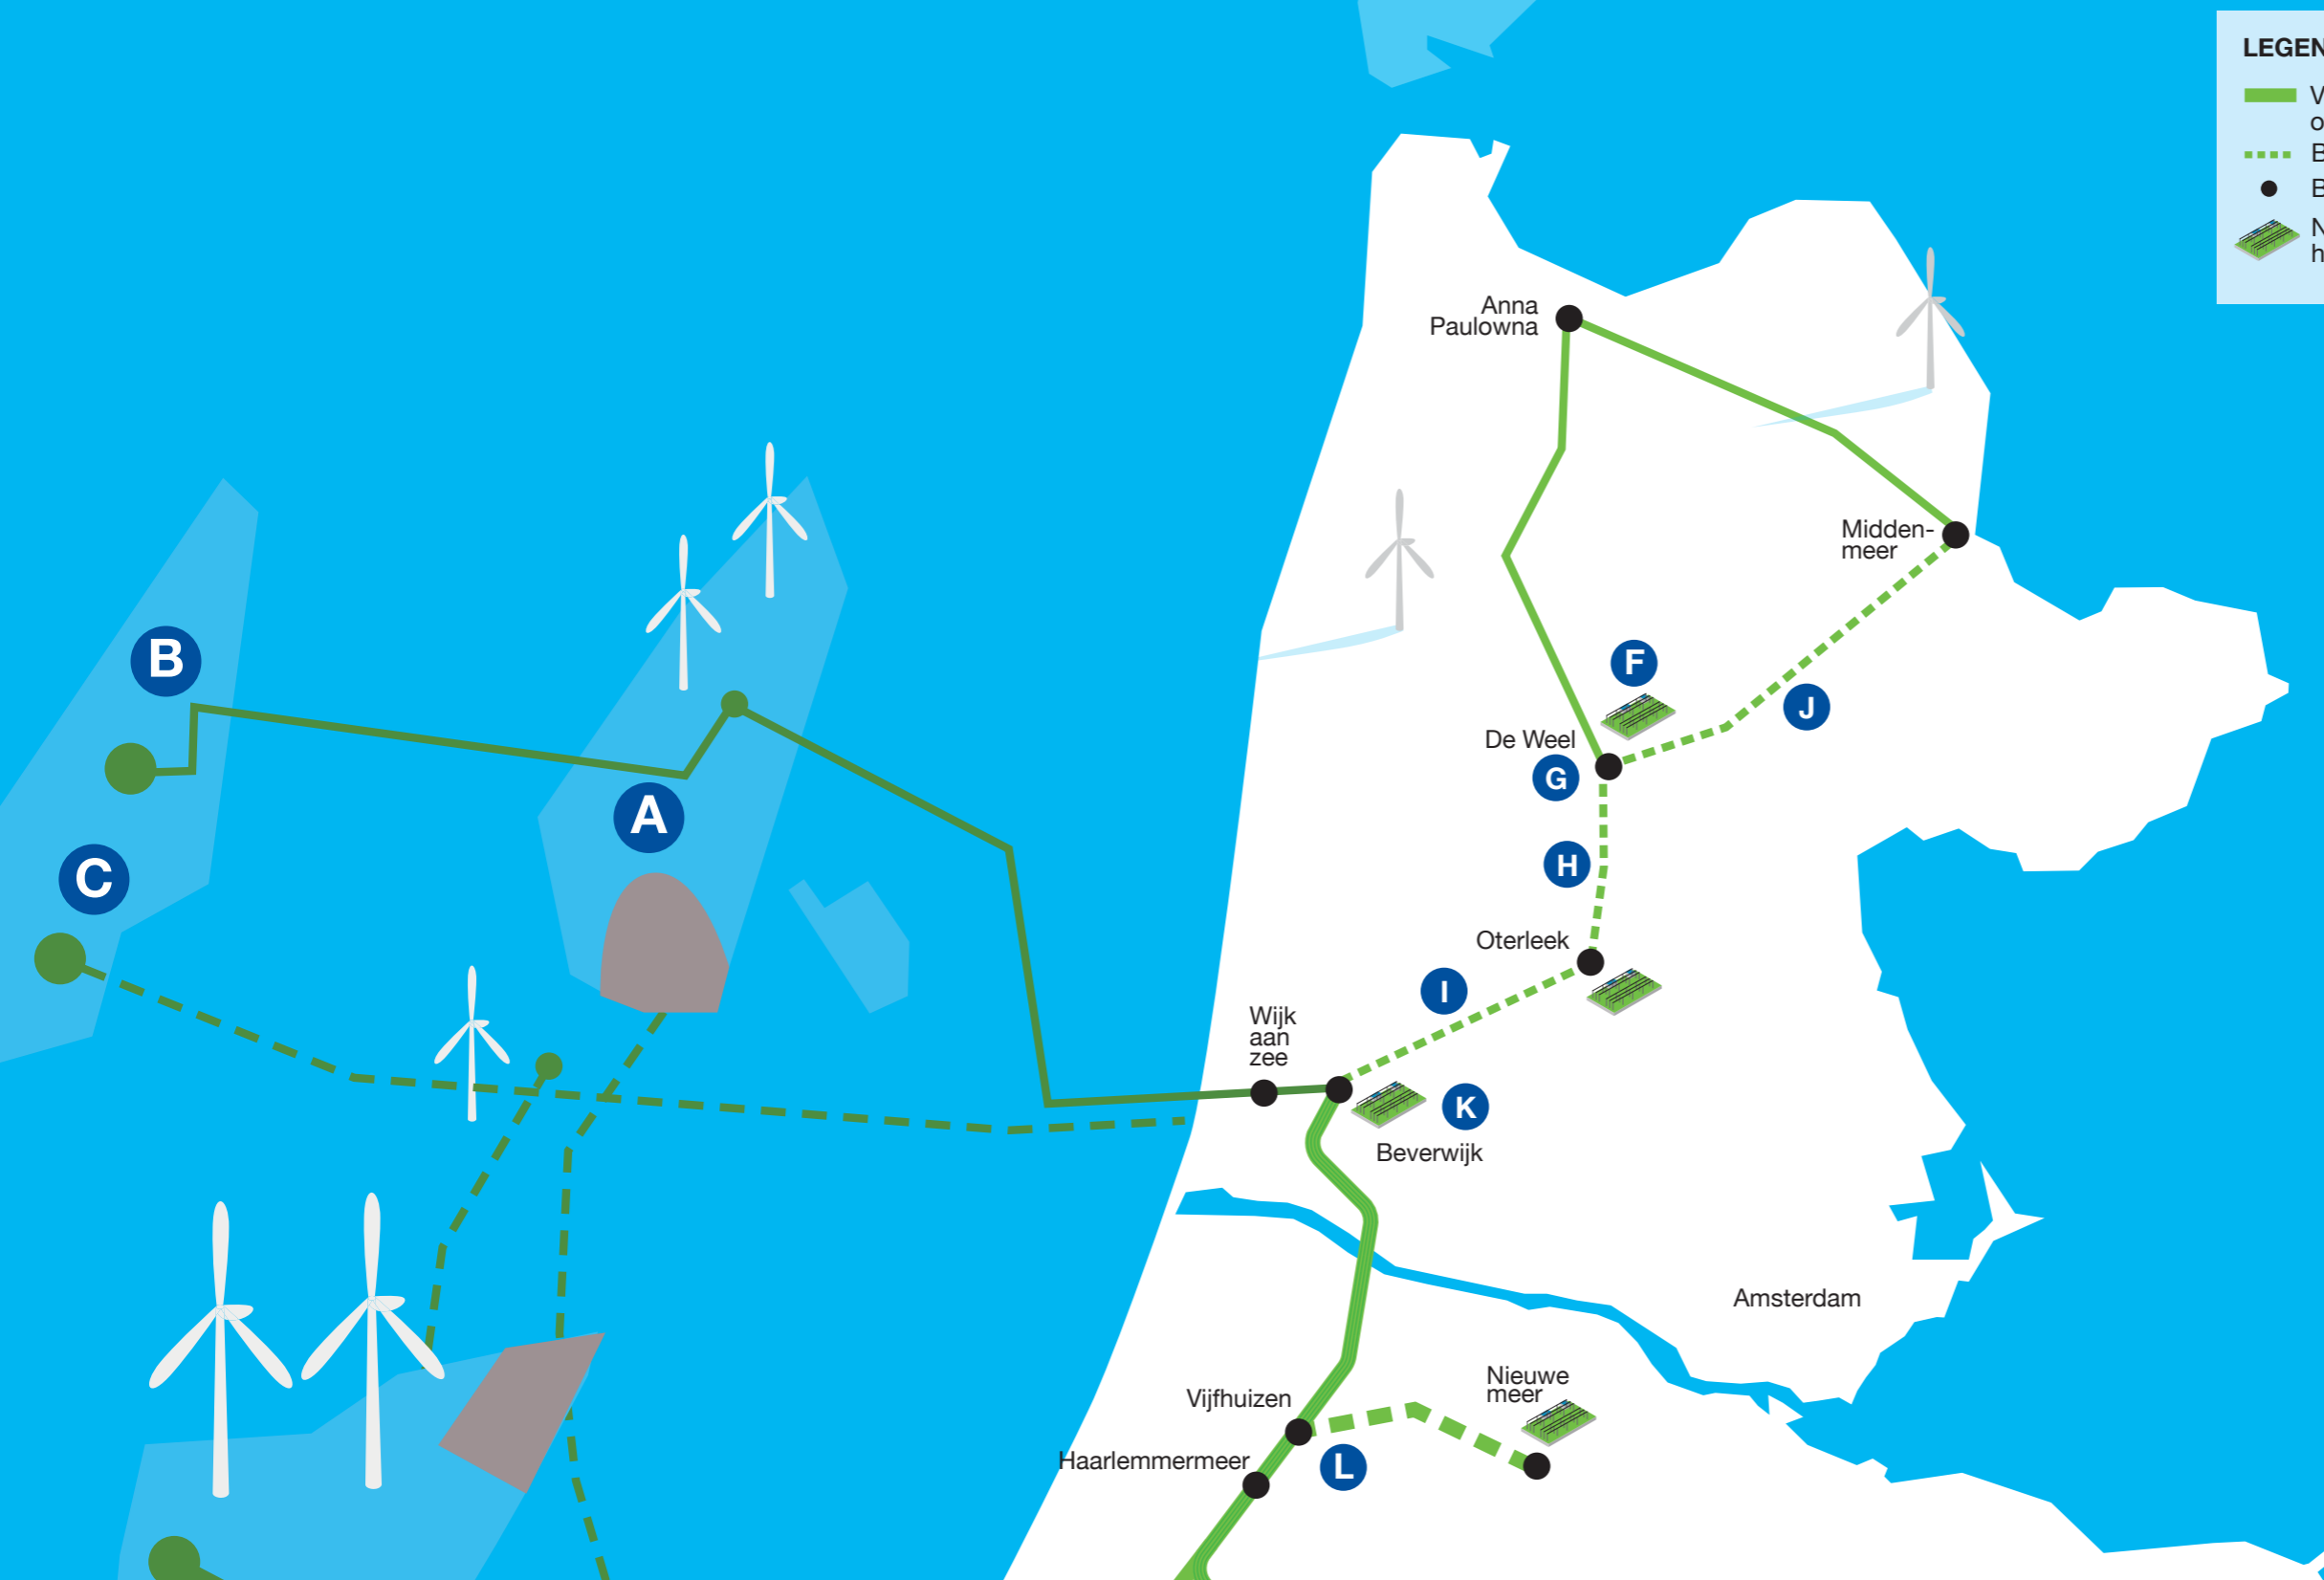 LEGEN
V
o
B
B
N
h
Anna
Paulowna
Midden-
meer
B
F
J
De Weel
G
A
H
C
Oterleek
I
Wijk
aan
zee
K
Beverwijk
Amsterdam
Nieuwe
meer
Vijfhuizen
Haarlemmermeer
L